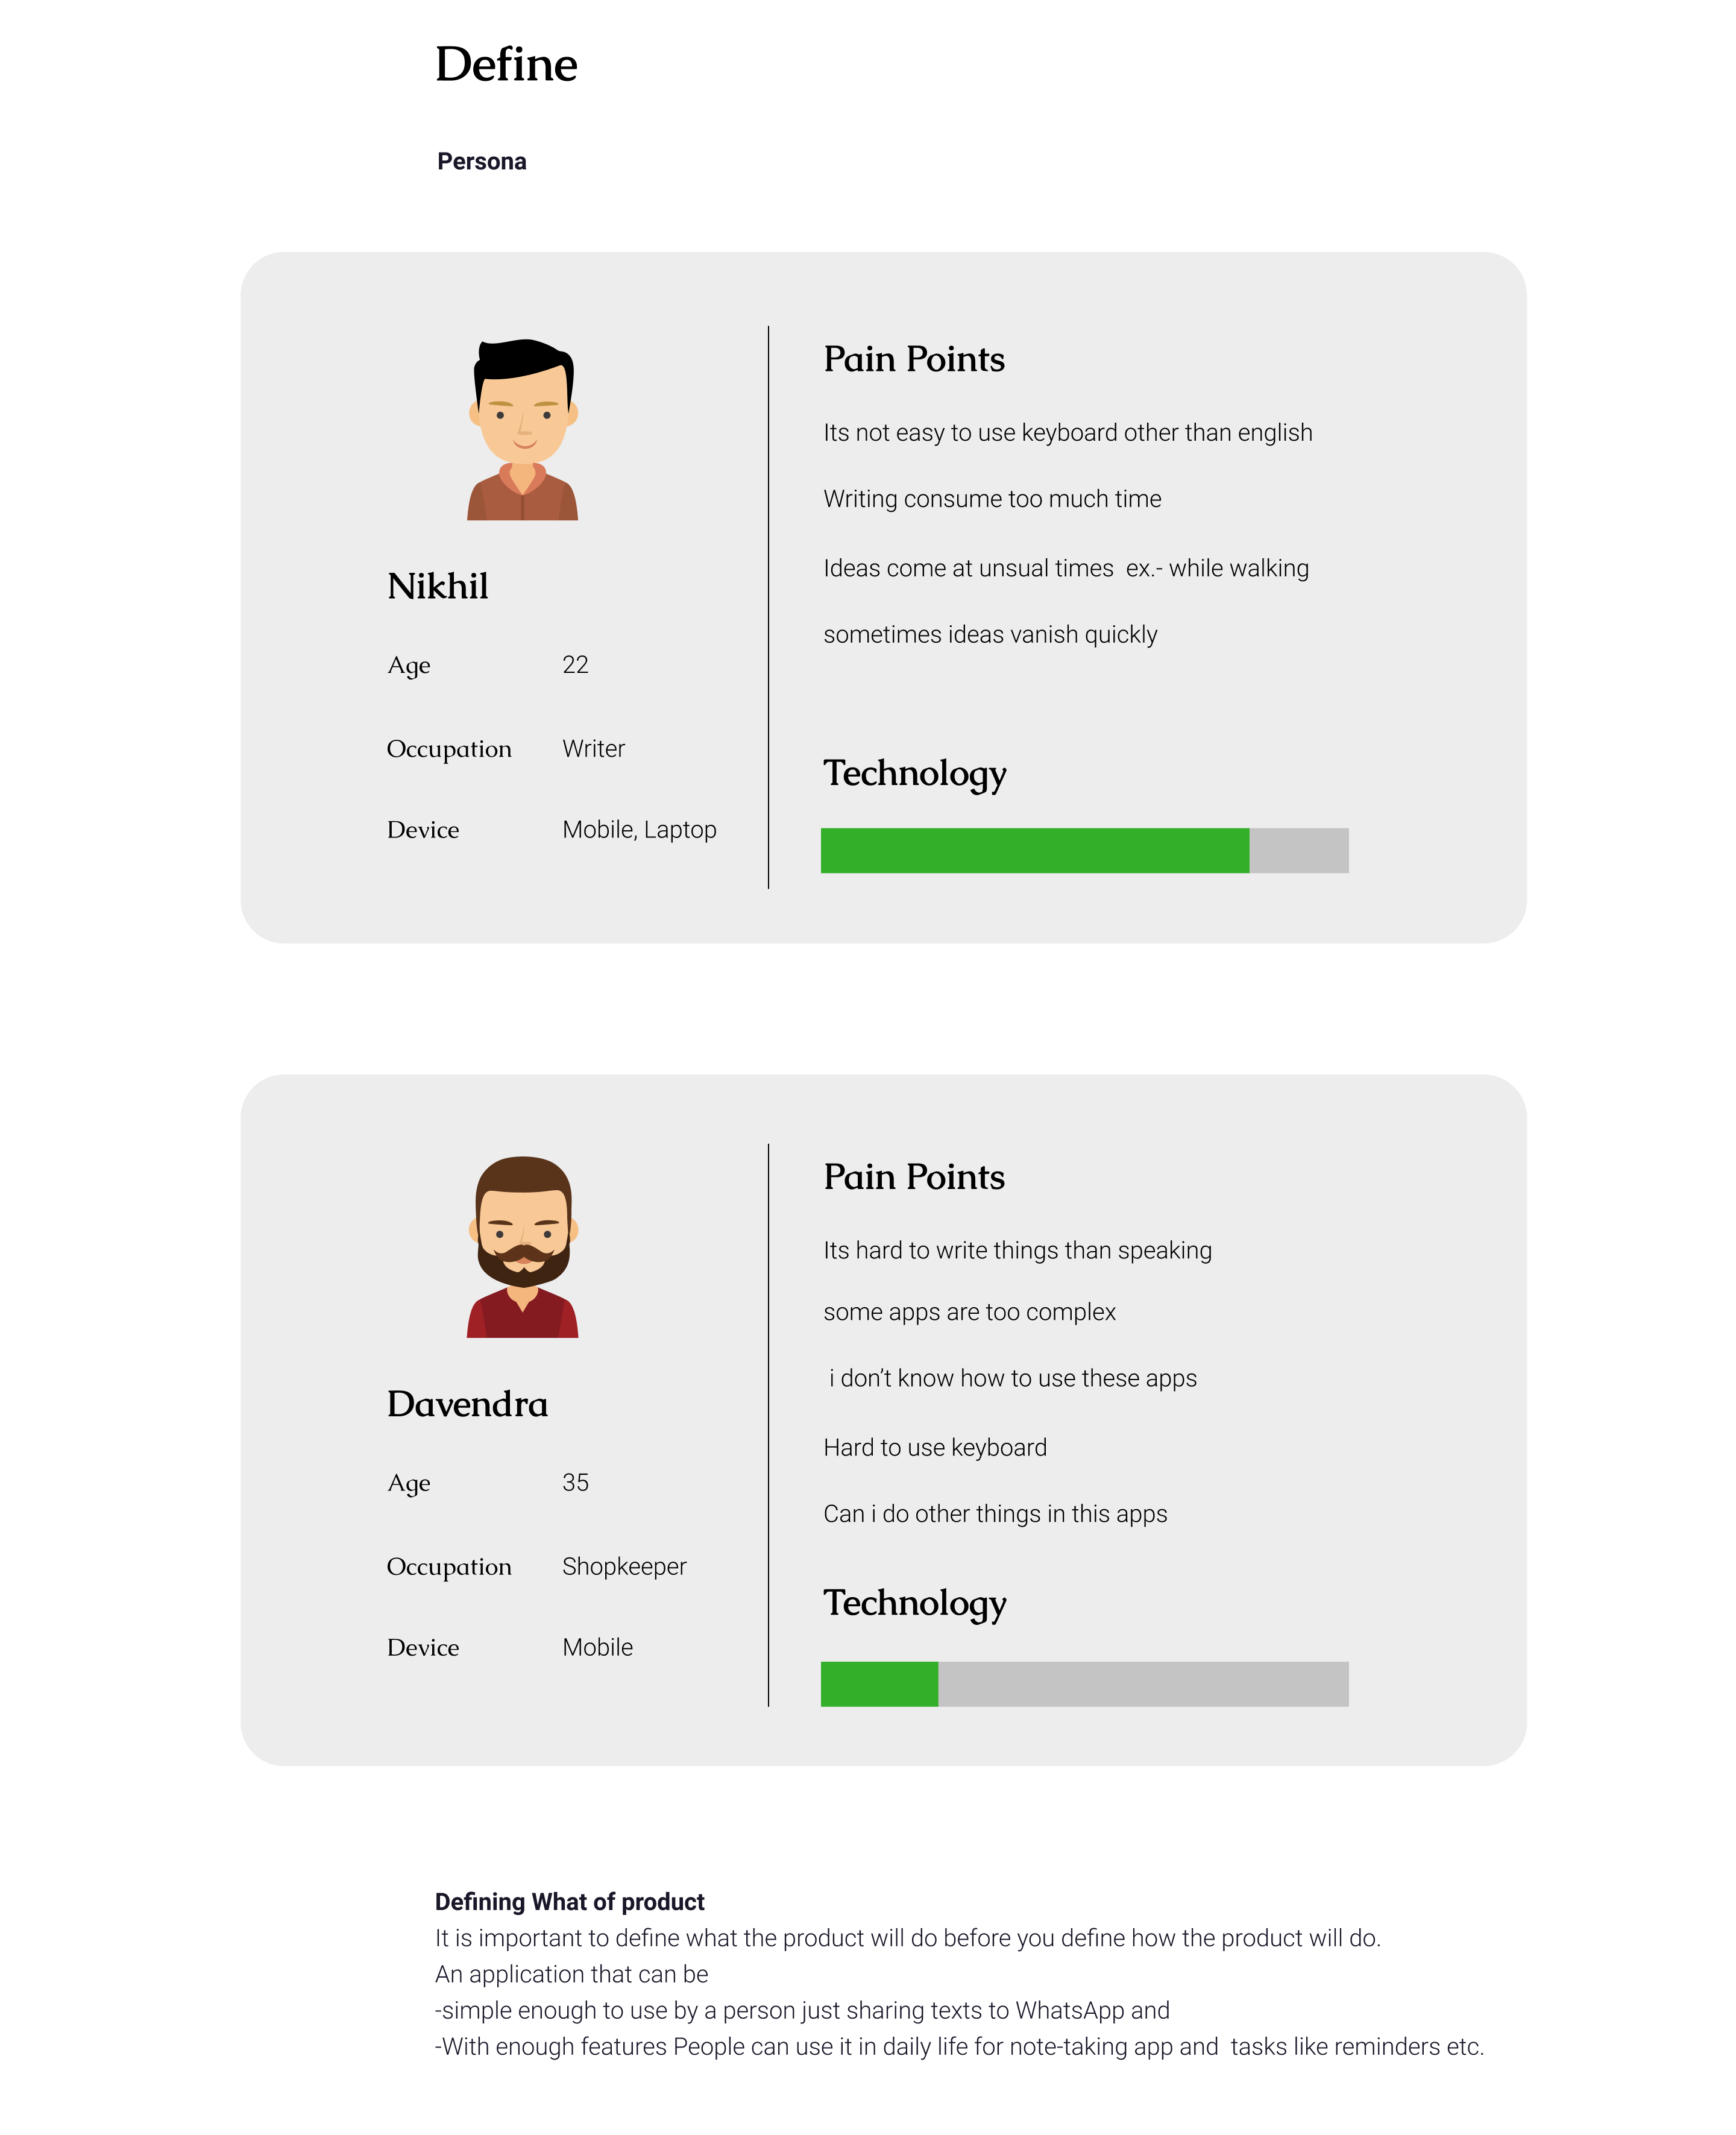 Define
Persona
Nikhil
Age 22
Occupation Writer
Device Mobile, Laptop
Pain Points
Its not easy to use keyboard other than english
Writing consume too much time
Ideas come at unsual times  ex.- while walking
sometimes ideas vanish quickly
Technology
Davendra
Age 35
Occupation Shopkeeper
Device Mobile
Pain Points
Its hard to write things than speaking
some apps are too complex
i don’t know how to use these apps
Hard to use keyboard
Can i do other things in this apps
Technology
Defining What of product
It is important to define what the product will do before you define how the product will do.
An application that can be
-simple enough to use by a person just sharing texts to WhatsApp and
-With enough features People can use it in daily life for note-taking app and  tasks like reminders etc.